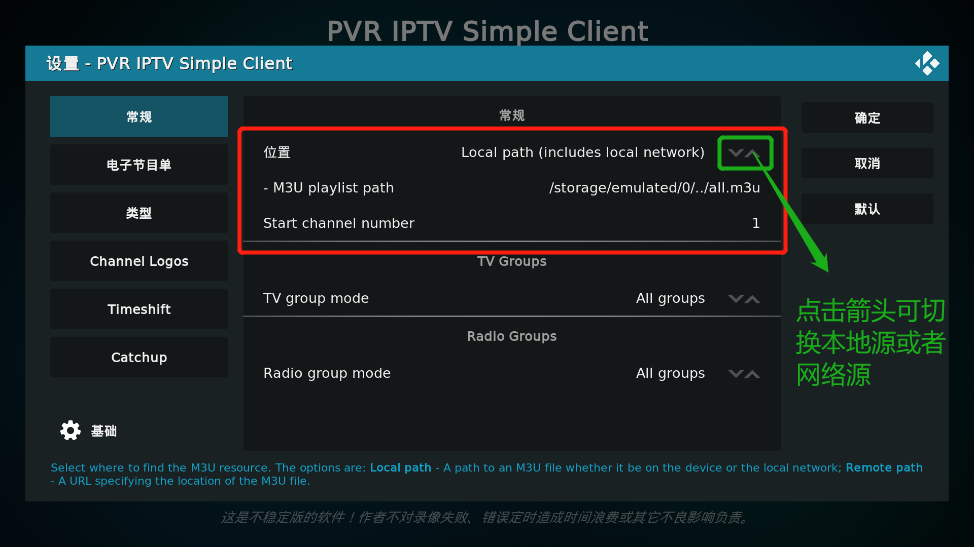 PVR IPTV Simple Client
设置 - PVR IPTV Simple Client
常规
电子节目单
类型
Channel Logos
Timeshift
Catchup
基础
常规
位置 Local path (includes local network)
- M3U playlist path /storage/emulated/0/../all.m3u
Start channel number 1
TV Groups
TV group mode All groups
Radio Groups
Radio group mode All groups
确定
取消
默认
点击箭头可切
换本地源或者
网络源
Select where to find the M3U resource. The options are: Local path - A path to an M3U file whether it be on the device or the local network; Remote path
- A URL specifying the location of the M3U file.
这是不稳定版的软件！作者不对录像失败、错误定时造成时间浪费或其它不良影响负责。